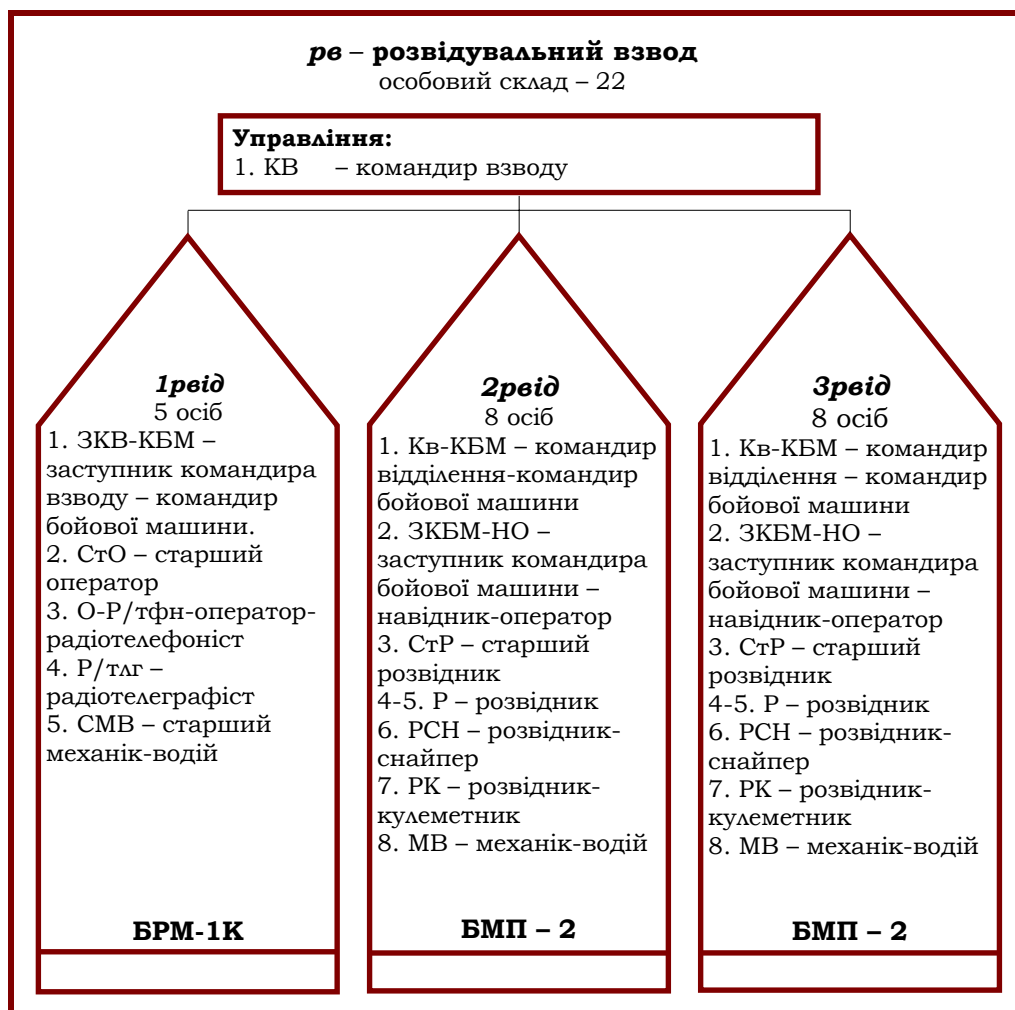 рв – розвідувальний взвод
особовий склад – 22
Управління:
1. КВ – командир взводу
1рвід
5 осіб
1. ЗКВ-КБМ –
заступник командира
взводу – командир
бойової машини.
2. СтО – старший
оператор
3. О-Р/тфн-оператор-
радіотелефоніст
4. Р/тлг –
радіотелеграфіст
5. СМВ – старший
механік-водій
БРМ-1К
2рвід
8 осіб
1. Кв-КБМ – командир
відділення-командир
бойової машини
2. ЗКБМ-НО –
заступник командира
бойової машини –
навідник-оператор
3. СтР – старший
розвідник
4-5. Р – розвідник
6. РСН – розвідник-
снайпер
7. РК – розвідник-
кулеметник
8. МВ – механік-водій
БМП – 2
3рвід
8 осіб
1. Кв-КБМ – командир
відділення – командир
бойової машини
2. ЗКБМ-НО –
заступник командира
бойової машини –
навідник-оператор
3. СтР – старший
розвідник
4-5. Р – розвідник
6. РСН – розвідник-
снайпер
7. РК – розвідник-
кулеметник
8. МВ – механік-водій
БМП – 2